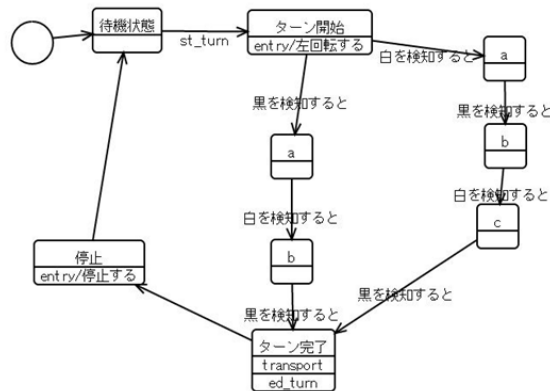 待機状態
st_turn
ターン開始
entry/左回転する
白を検知すると
a
黒を検知すると
黒を検知すると
a
b
白を検知すると
白を検知すると
c
停止
entry/停止する
b
黒を検知すると
黒を検知すると
ターン完了
transport
ed_turn